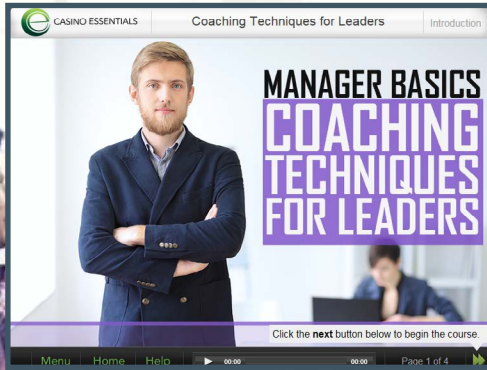 CASINO ESSENTIALS
Coaching Techniques for Leaders
Introduction
MANAGER BASICS
COACHING
TECHNIQUES
FOR LEADERS
Click the next button below to begin the course.
Menu Home Help 00:00 00:00 Page 1 of 4